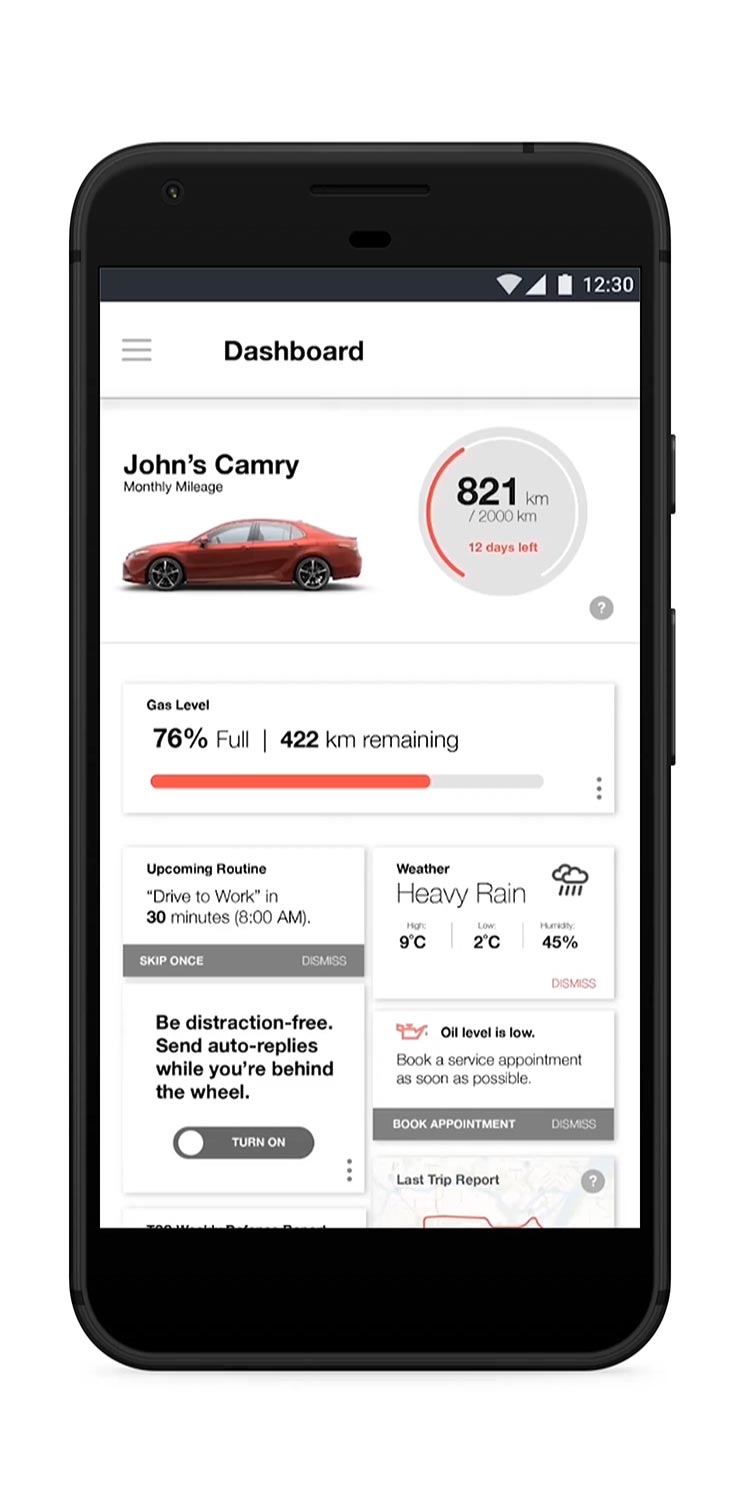 12:30
Dashboard
John’s Camry
Monthly Mileage
821 km
/ 2000 km
12 days left
?
Gas Level
76% Full | 422 km remaining
Upcoming Routine
“Drive to Work” in
30 minutes (8:00 AM).
SKIP ONCE DISMISS
Weather
Heavy Rain
High: Low: Humidity:
9°C 2°C 45%
DISMISS
Be distraction-free.
Send auto-replies
while you’re behind
the wheel.
TURN ON
Oil level is low.
Book a service appointment
as soon as possible.
BOOK APPOINTMENT DISMISS
Last Trip Report ?